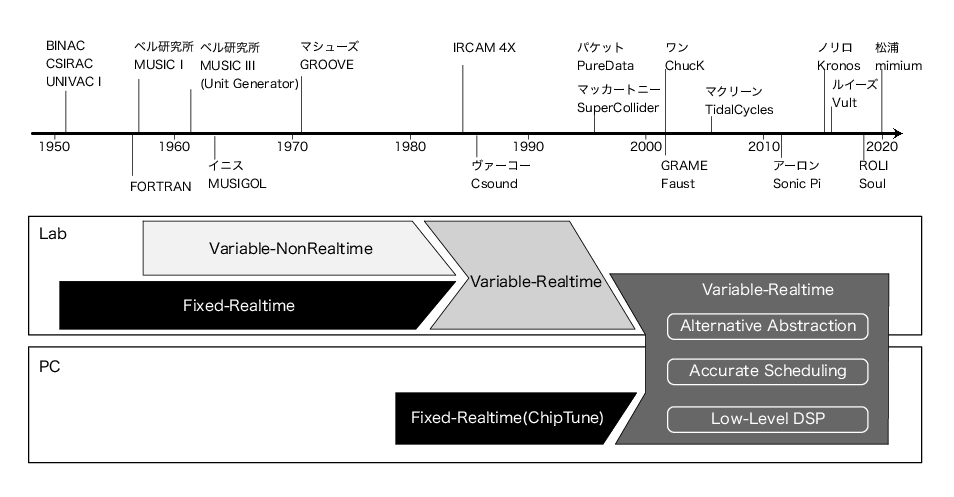 BINAC
CSIRAC
UNIVAC I
ベル研究所
MUSIC I
ベル研究所
MUSIC III
(Unit Generator)
マシューズ
GROOVE
IRCAM 4X
パケット
PureData
マッカートニー
SuperCollider
ワン
ChucK
マクリーン
TidalCycles
ノリロ
Kronos
ルイーズ
Vult
松浦
mimium
1950
1960
1970
1980
1990
2000
2010
2020
FORTRAN
イニス
MUSIGOL
ヴァーコー
Csound
GRAME
Faust
アーロン
Sonic Pi
ROLI
Soul
Lab
Variable-NonRealtime
Fixed-Realtime
Variable-Realtime
Variable-Realtime
Alternative Abstraction
Accurate Scheduling
Low-Level DSP
PC
Fixed-Realtime(ChipTune)